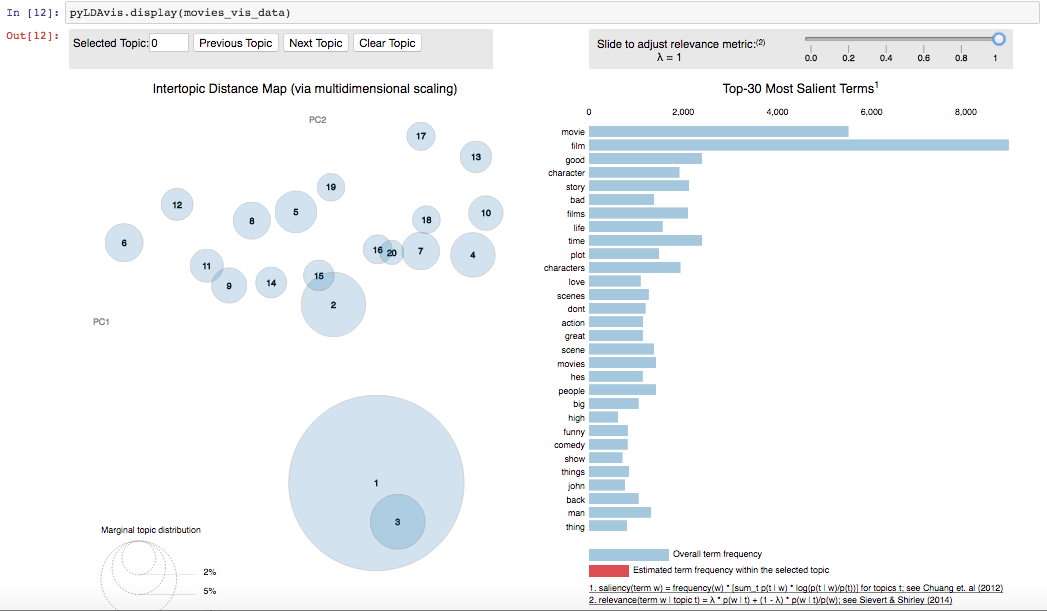 In [12]: pyLDAvis.display(movies_vis_data)
Out[12]:
Selected Topic: 0 Previous Topic Next Topic Clear Topic
Slide to adjust relevance metric:(2)
λ = 1
0.0 0.2 0.4 0.6 0.8 1
Intertopic Distance Map (via multidimensional scaling)
PC2
PC1
17
13
19
12
5
8
18
10
6
16
20
7
4
11
9
14
15
2
1
3
Marginal topic distribution
2%
5%
Top-30 Most Salient Terms1
0 2,000 4,000 6,000 8,000
movie
film
good
character
story
bad
films
life
time
plot
characters
love
scenes
dont
action
great
scene
movies
hes
people
big
high
funny
comedy
show
things
john
back
man
thing
Overall term frequency
Estimated term frequency within the selected topic
1. saliency(term w) = frequency(w) * [sum_t p(t | w) * log(p(t | w)/p(t))] for topics t; see Chuang et. al (2012)
2. relevance(term w | topic t) = λ * p(w | t) + (1 - λ) * p(w | t)/p(w); see Sievert & Shirley (2014)